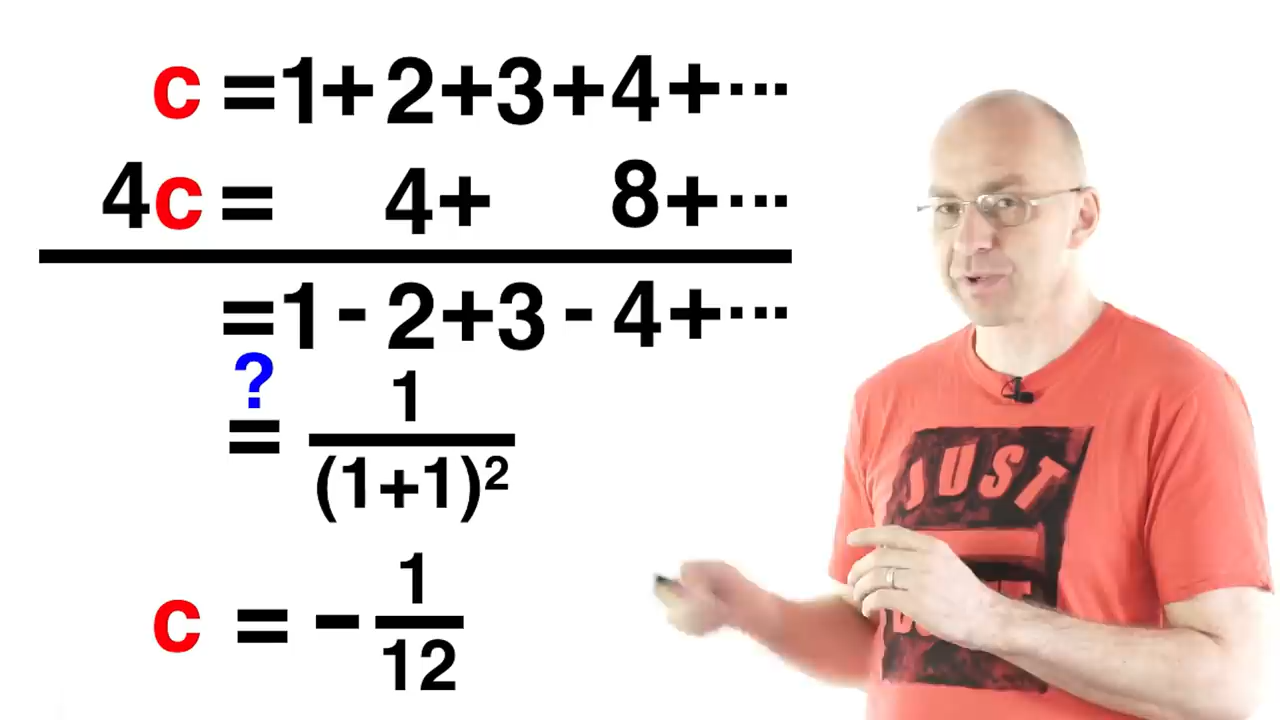 c = 1 + 2 + 3 + 4 + ···
4c = 4 + 8 + ···
= 1 - 2 + 3 - 4 + ···
?
= 1
(1+1)²
c = - 1
12
JUST